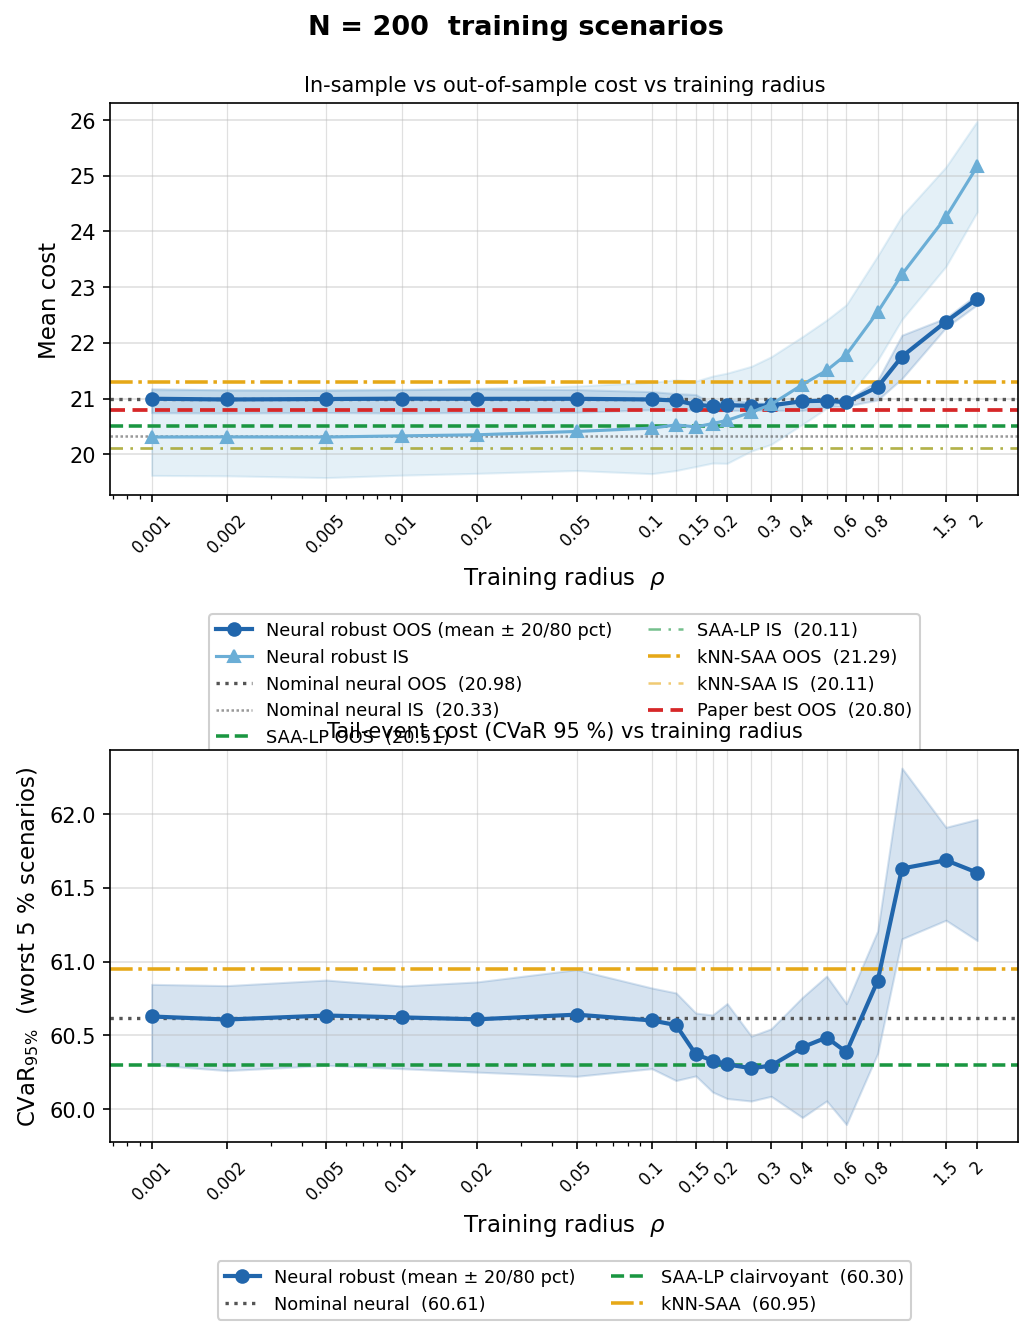 N = 200  training scenarios
In-sample vs out-of-sample cost vs training radius
Mean cost
26
25
24
23
22
21
20
0.001 0.002 0.005 0.01 0.02 0.05 0.1 0.15 0.2 0.3 0.4 0.6 0.8 1.5 2
Training radius  ρ
Neural robust OOS (mean ± 20/80 pct)
Neural robust IS
Nominal neural OOS  (20.98)
Nominal neural IS  (20.33)
SAA-LP OOS  (20.51)
SAA-LP IS  (20.11)
kNN-SAA OOS  (21.29)
kNN-SAA IS  (20.11)
Paper best OOS  (20.80)
Tail-event cost (CVaR 95 %) vs training radius
CVaR95%  (worst 5 % scenarios)
62.0
61.5
61.0
60.5
60.0
0.001 0.002 0.005 0.01 0.02 0.05 0.1 0.15 0.2 0.3 0.4 0.6 0.8 1.5 2
Training radius  ρ
Neural robust (mean ± 20/80 pct)
Nominal neural  (60.61)
SAA-LP clairvoyant  (60.30)
kNN-SAA  (60.95)